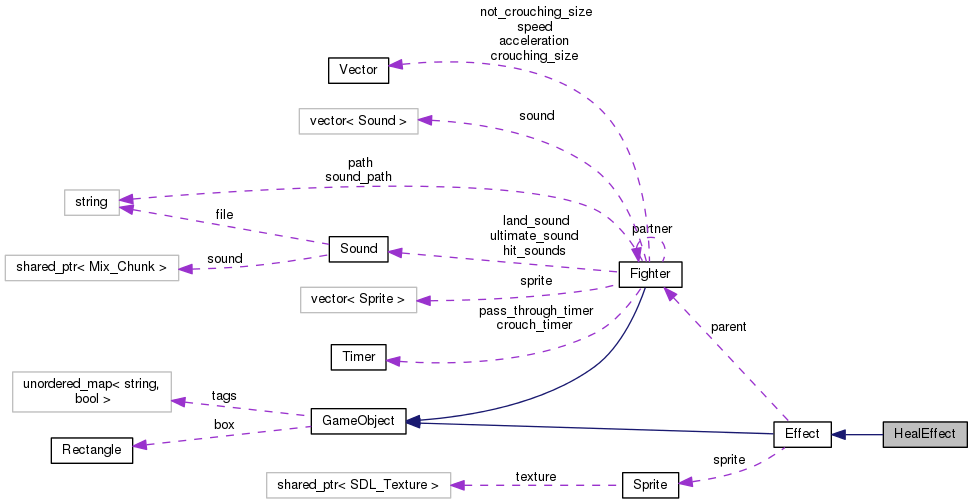 not_crouching_size
speed
acceleration
crouching_size
Vector
vector< Sound >
sound
path
sound_path
string
file
land_sound
ultimate_sound
hit_sounds
partner
Sound
shared_ptr< Mix_Chunk >
sound
Fighter
sprite
vector< Sprite >
pass_through_timer
crouch_timer
parent
Timer
unordered_map< string,
bool >
tags
GameObject
box
Rectangle
Effect
HealEffect
sprite
texture
shared_ptr< SDL_Texture >
Sprite